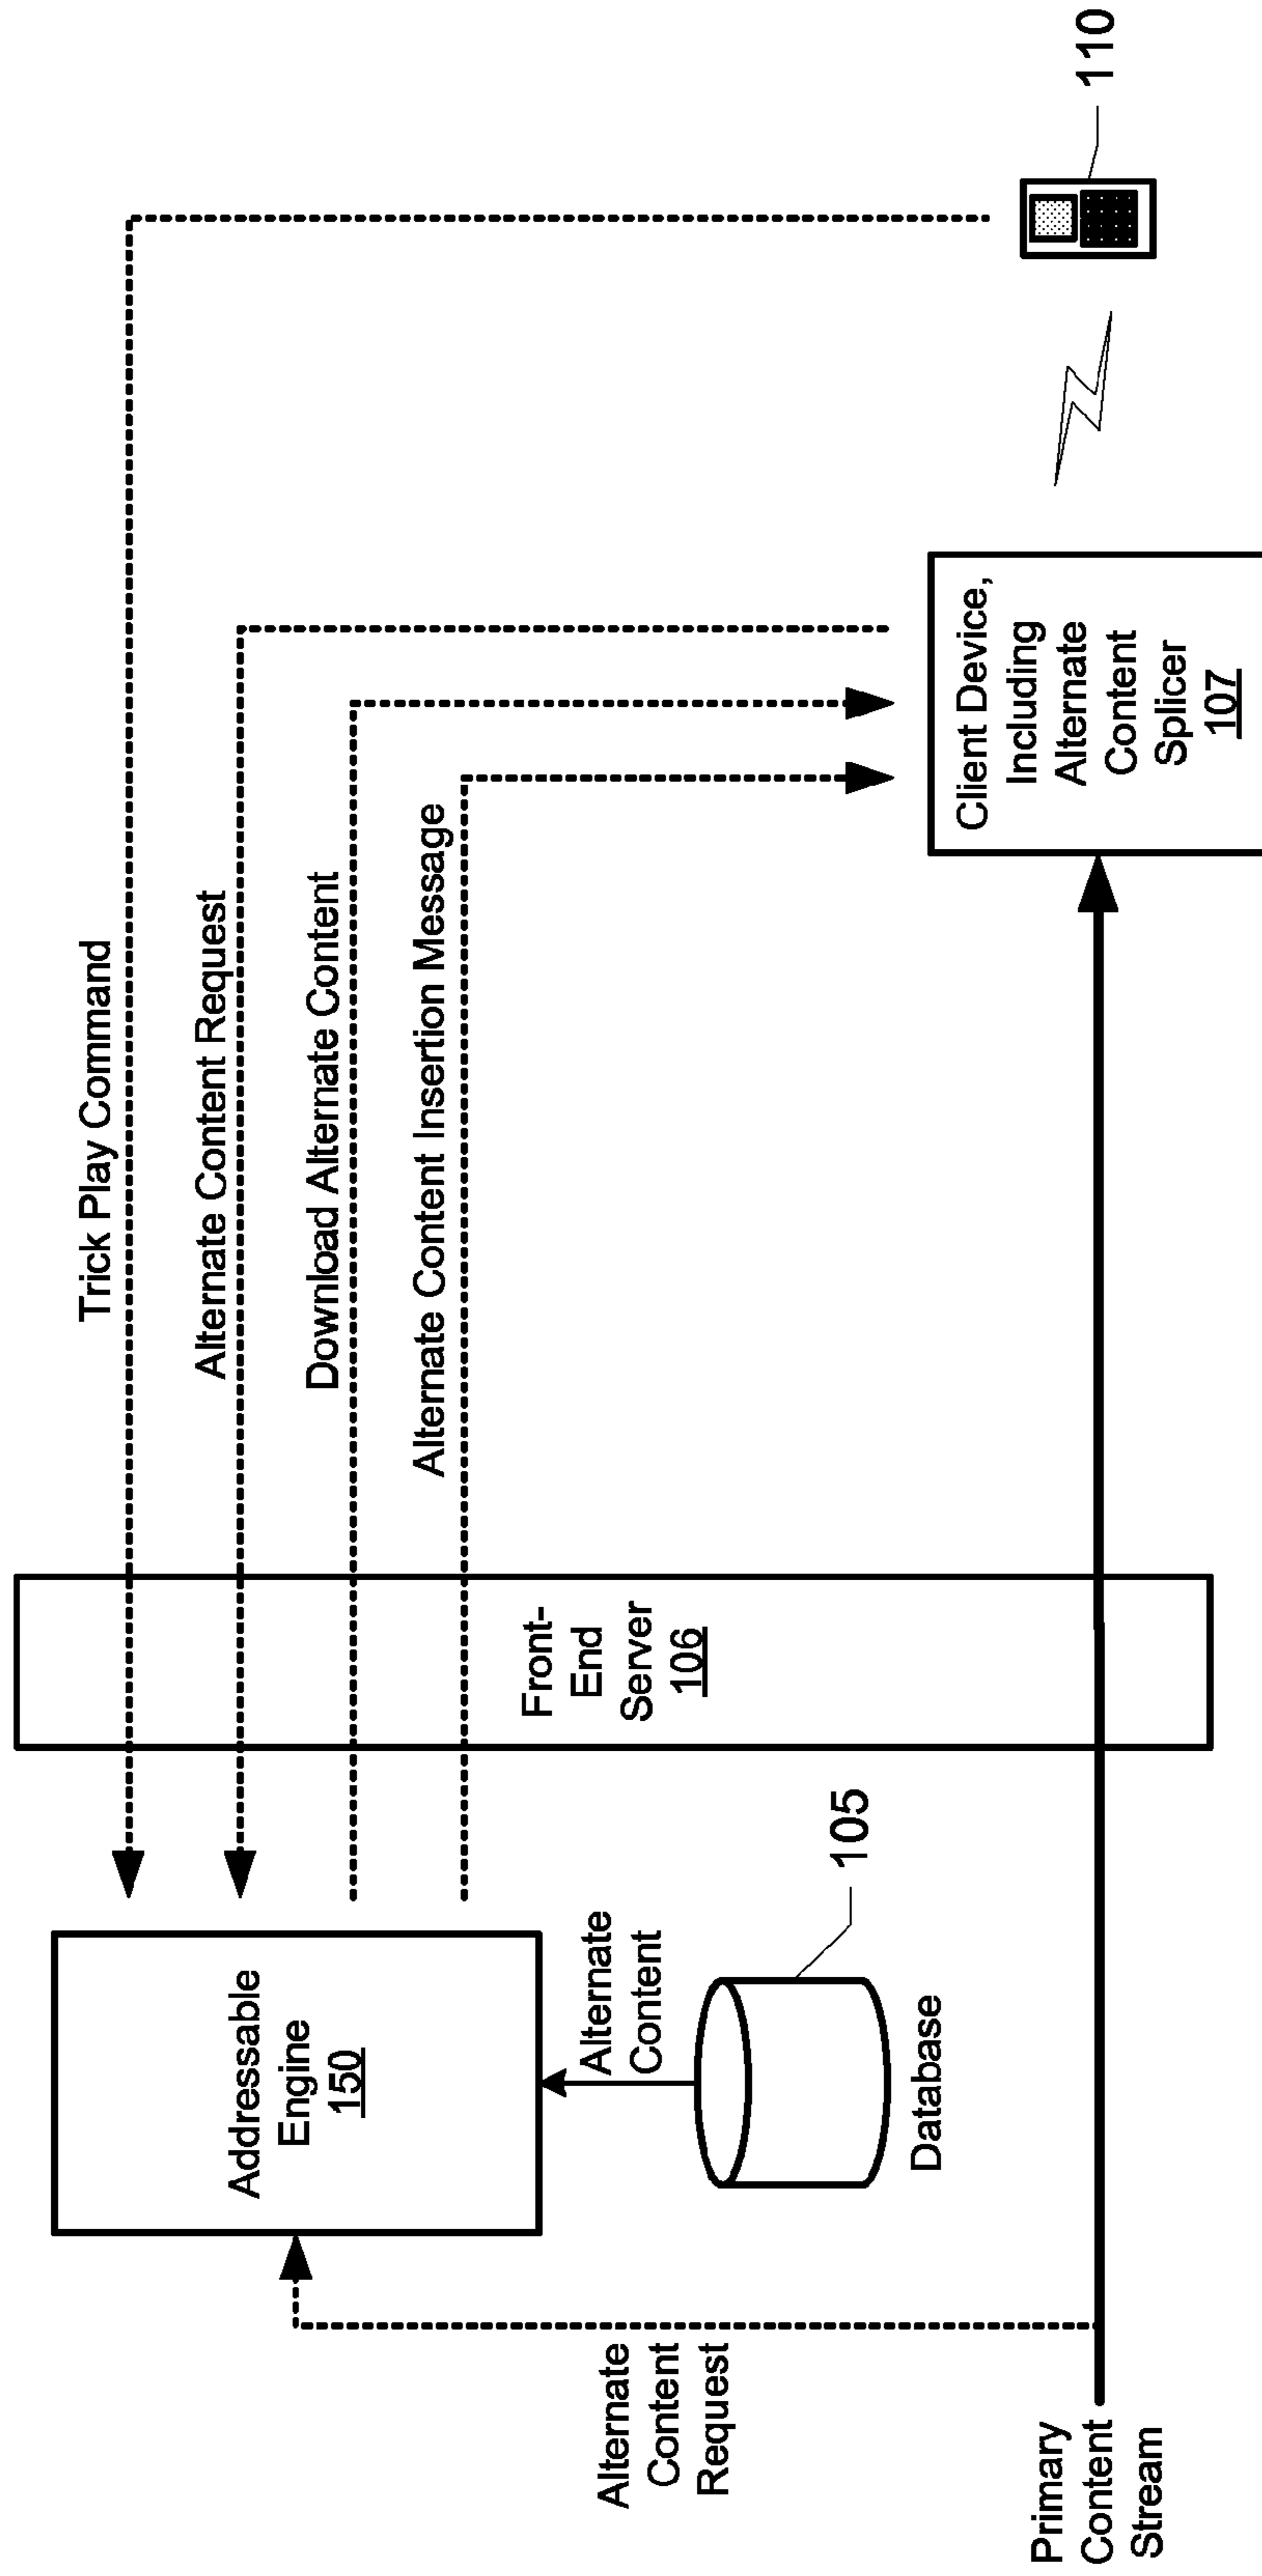 Trick Play Command
Alternate Content Request
Download Alternate Content
Alternate Content Insertion Message
Addressable
Engine
150
Front-
End
Server
106
Alternate
Content
105
Database
Alternate
Content
Request
Primary
Content
Stream
Client Device,
Including
Alternate
Content
Splicer
107
110